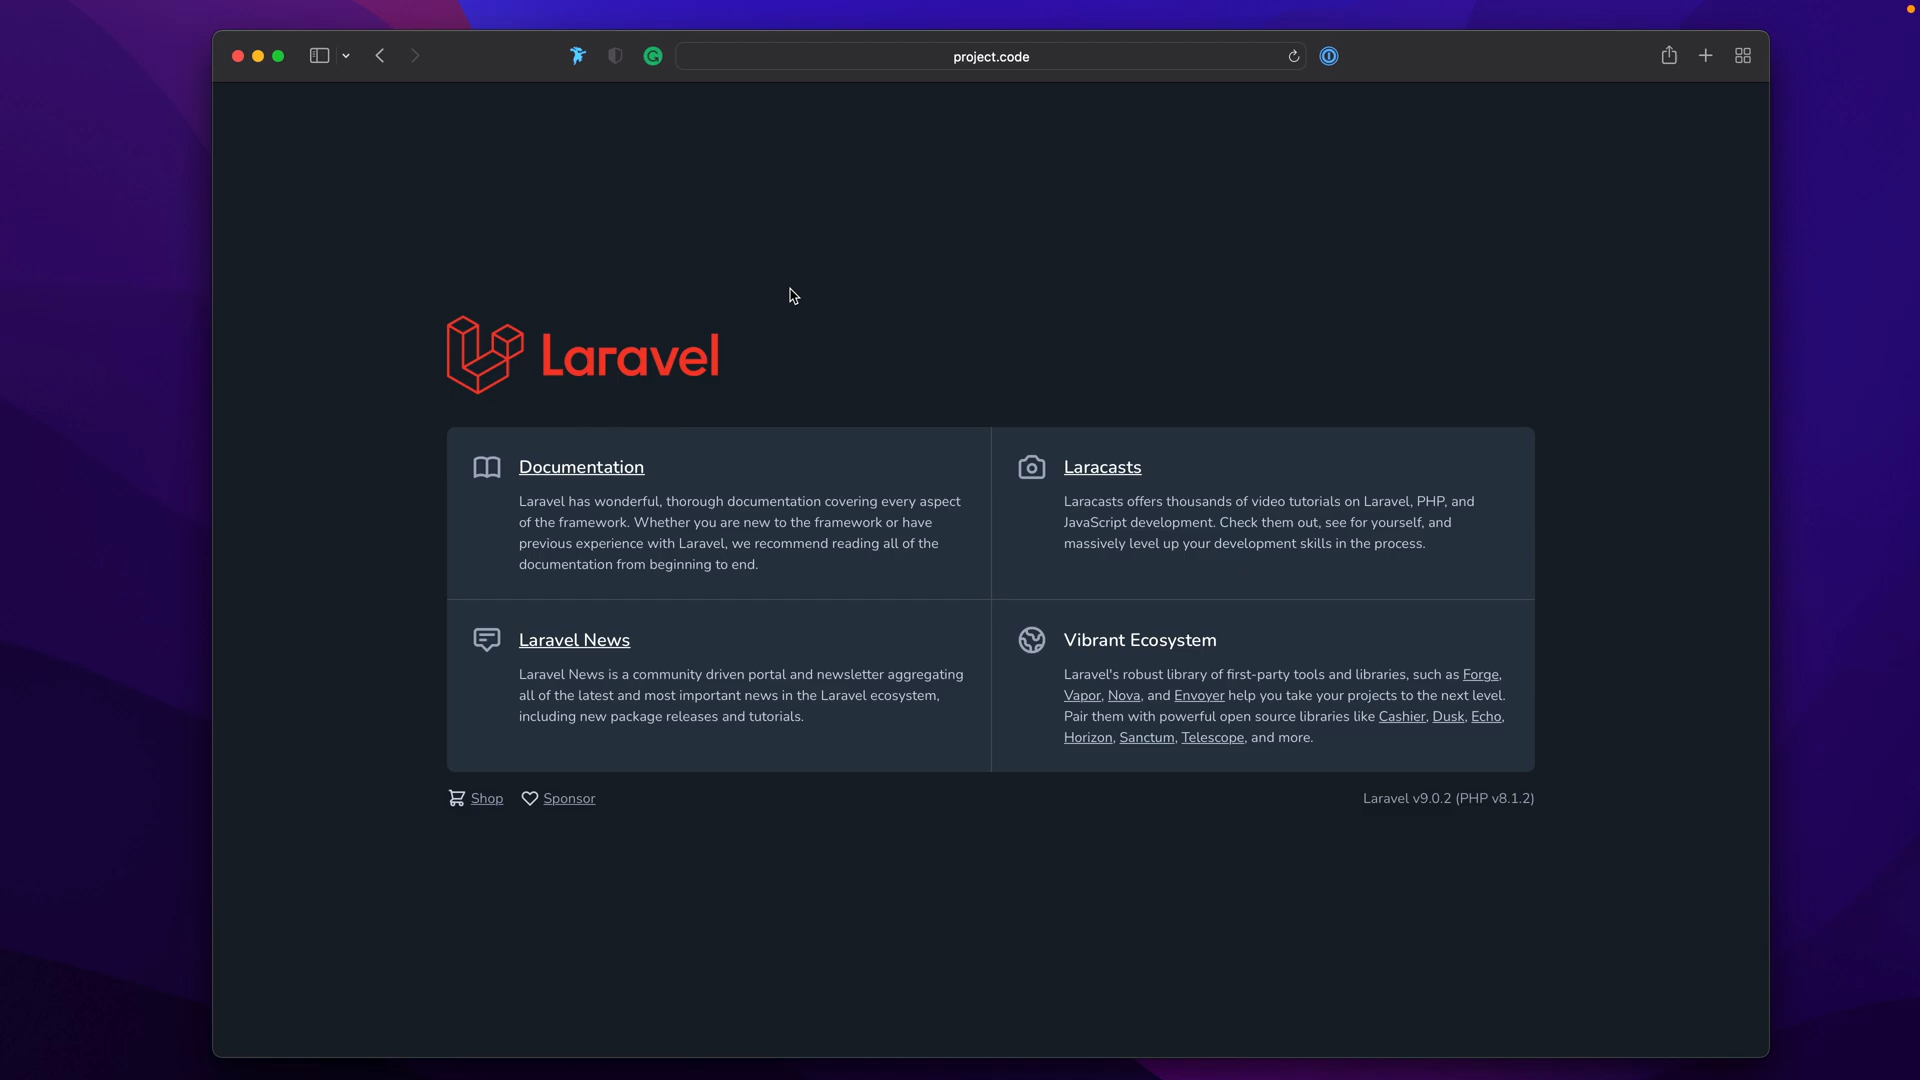 project.code
Laravel
Documentation
Laravel has wonderful, thorough documentation covering every aspect
of the framework. Whether you are new to the framework or have
previous experience with Laravel, we recommend reading all of the
documentation from beginning to end.
Laracasts
Laracasts offers thousands of video tutorials on Laravel, PHP, and
JavaScript development. Check them out, see for yourself, and
massively level up your development skills in the process.
Laravel News
Laravel News is a community driven portal and newsletter aggregating
all of the latest and most important news in the Laravel ecosystem,
including new package releases and tutorials.
Vibrant Ecosystem
Laravel's robust library of first-party tools and libraries, such as Forge,
Vapor, Nova, and Envoyer help you take your projects to the next level.
Pair them with powerful open source libraries like Cashier, Dusk, Echo,
Horizon, Sanctum, Telescope, and more.
Shop
Sponsor
Laravel v9.0.2 (PHP v8.1.2)